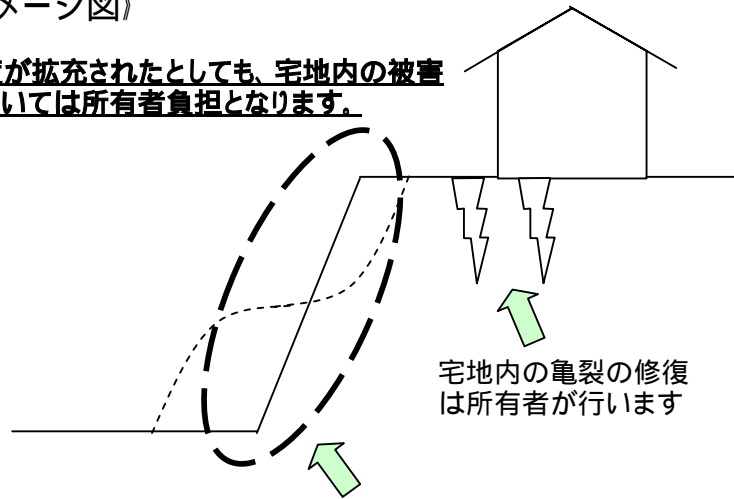 メージ図》
が拡充されたとしても、宅地内の被害
いては所有者負担となります。
宅地内の亀裂の修復
は所有者が行います